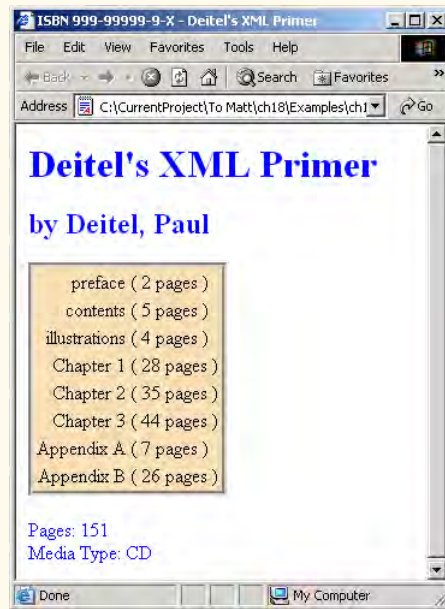 ISBN 999-99999-9-X - Deitel's XML Primer
File Edit View Favorites Tools Help
Back Search Favorites »
Address C:\CurrentProject\To Matt\ch18\Examples\ch1 Go
Deitel's XML Primer
by Deitel, Paul
preface ( 2 pages )
contents ( 5 pages )
illustrations ( 4 pages )
Chapter 1 ( 28 pages )
Chapter 2 ( 35 pages )
Chapter 3 ( 44 pages )
Appendix A ( 7 pages )
Appendix B ( 26 pages )
Pages: 151
Media Type: CD
Done My Computer